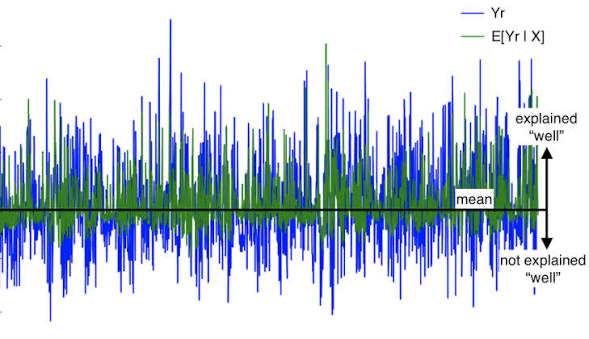 Yr
E[Yr | X]
explained
“well”
mean
not explained
“well”